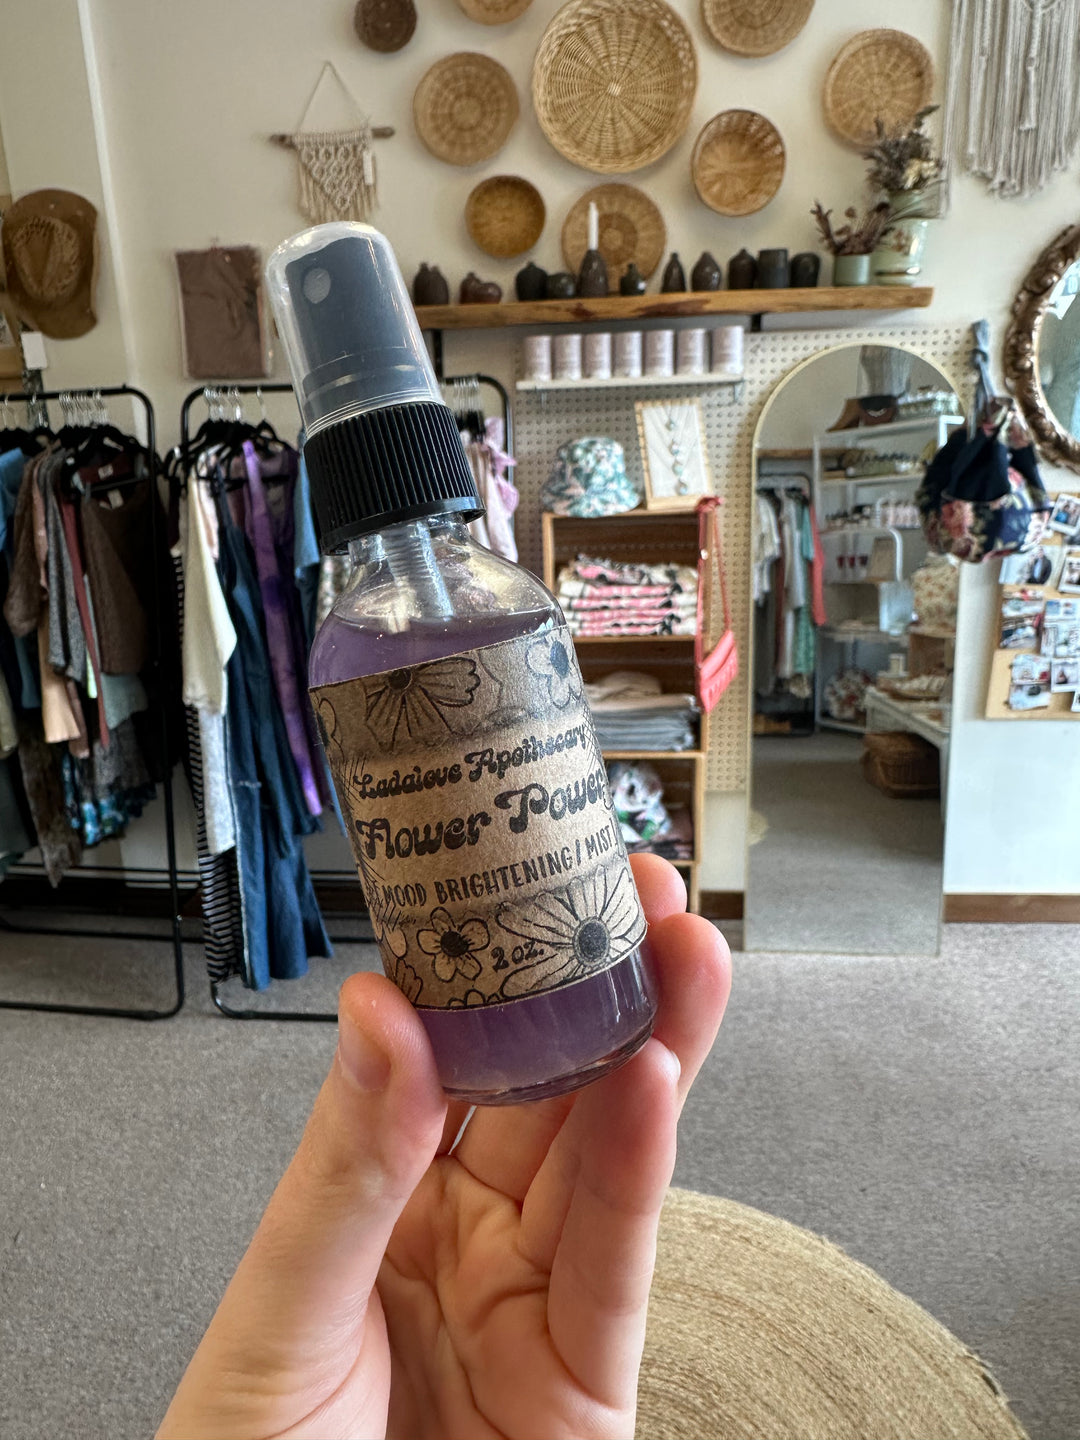 Ladaieve Apothecary
Flower Power
MOOD BRIGHTENING / MIST
2 oz.